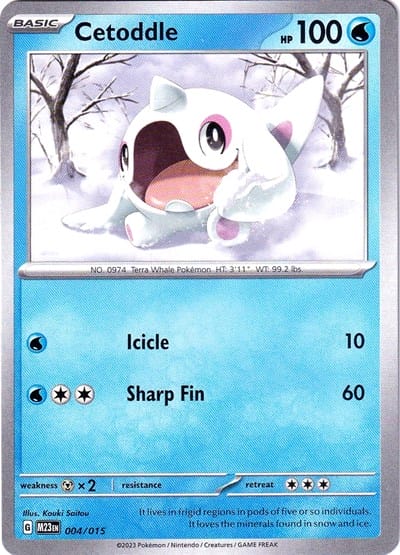 BASIC
Cetoddle HP 100
NO. 0974 Terra Whale Pokémon HT: 3'11" WT: 99.2 lbs
Icicle 10
Sharp Fin 60
weakness ×2 resistance retreat
Illus. Kouki Saitou
G M23 EN 004/015
It lives in frigid regions in pods of five or so individuals.
It loves the minerals found in snow and ice.
©2023 Pokémon / Nintendo / Creatures / GAME FREAK